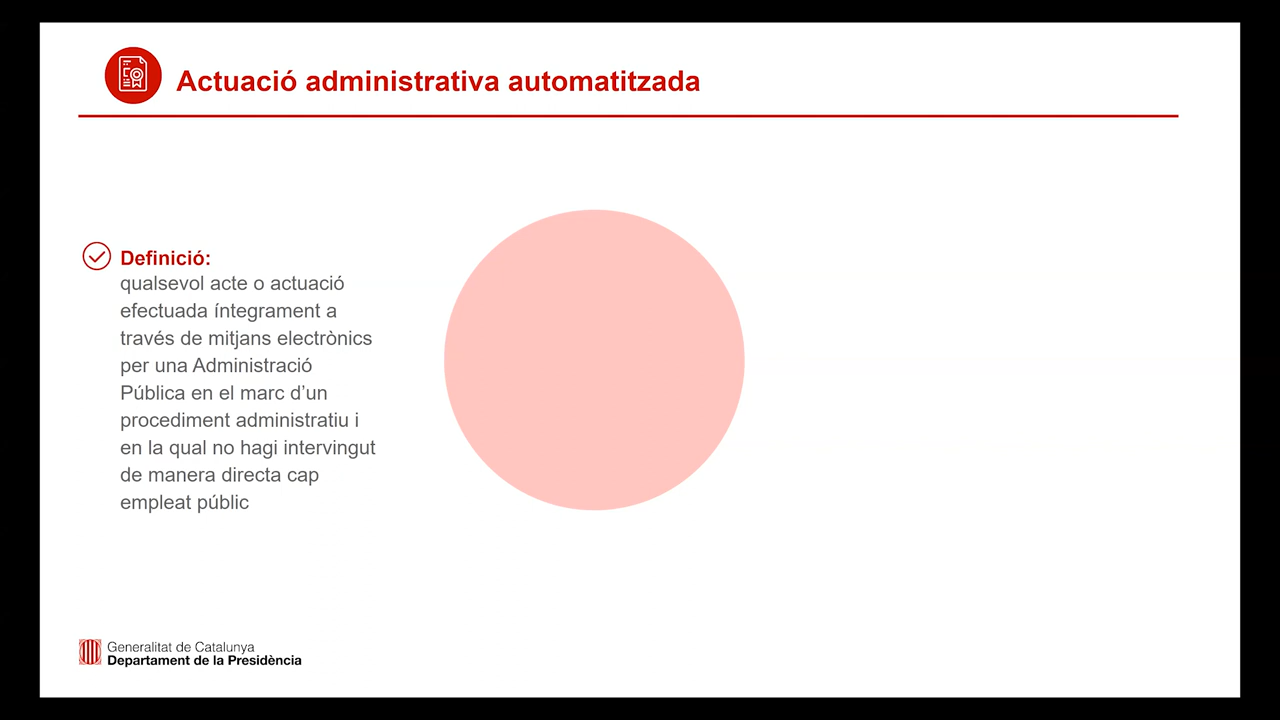 Actuació administrativa automatitzada
Definició:
qualsevol acte o actuació
efectuada íntegrament a
través de mitjans electrònics
per una Administració
Pública en el marc d’un
procediment administratiu i
en la qual no hagi intervingut
de manera directa cap
empleat públic
Generalitat de Catalunya
Departament de la Presidència